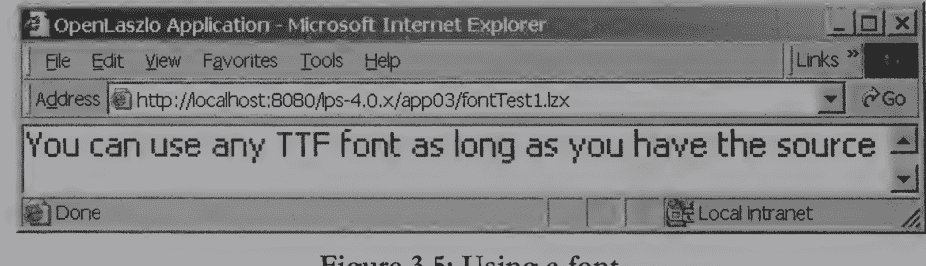 OpenLaszlo Application - Microsoft Internet Explorer
File Edit View Favorites Tools Help Links »
Address http://localhost:8080/lps-4.0.x/app03/fontTest1.lzx Go
You can use any TTF font as long as you have the source
Done Local intranet
Figure 3.5: Using a font